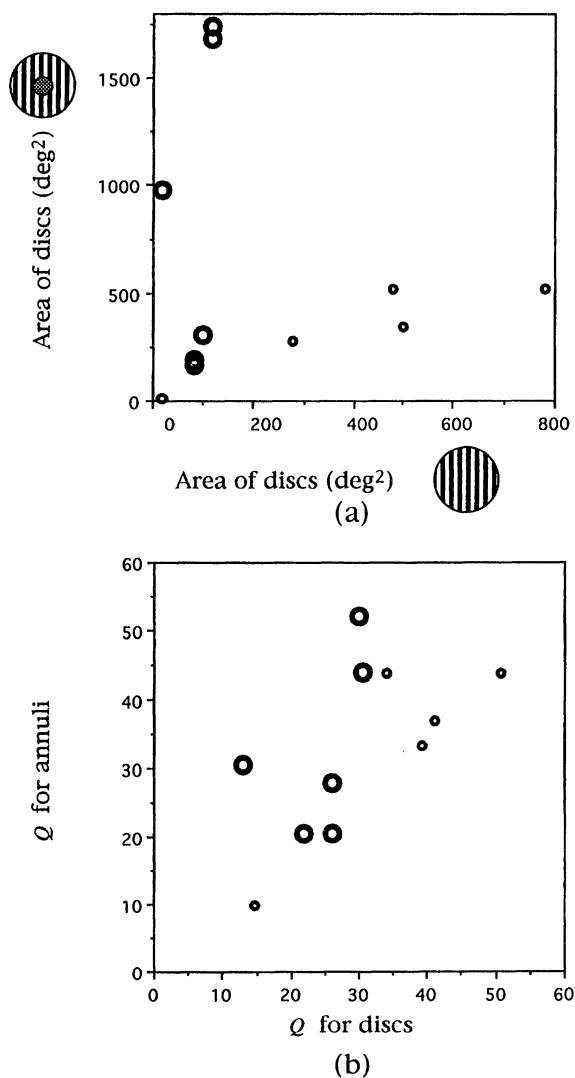 1500
1000
500
0
Area of discs (deg²)
0 200 400 600 800
Area of discs (deg²)
(a)
60
50
40
30
20
10
0
Q for annuli
0 10 20 30 40 50 60
Q for discs
(b)